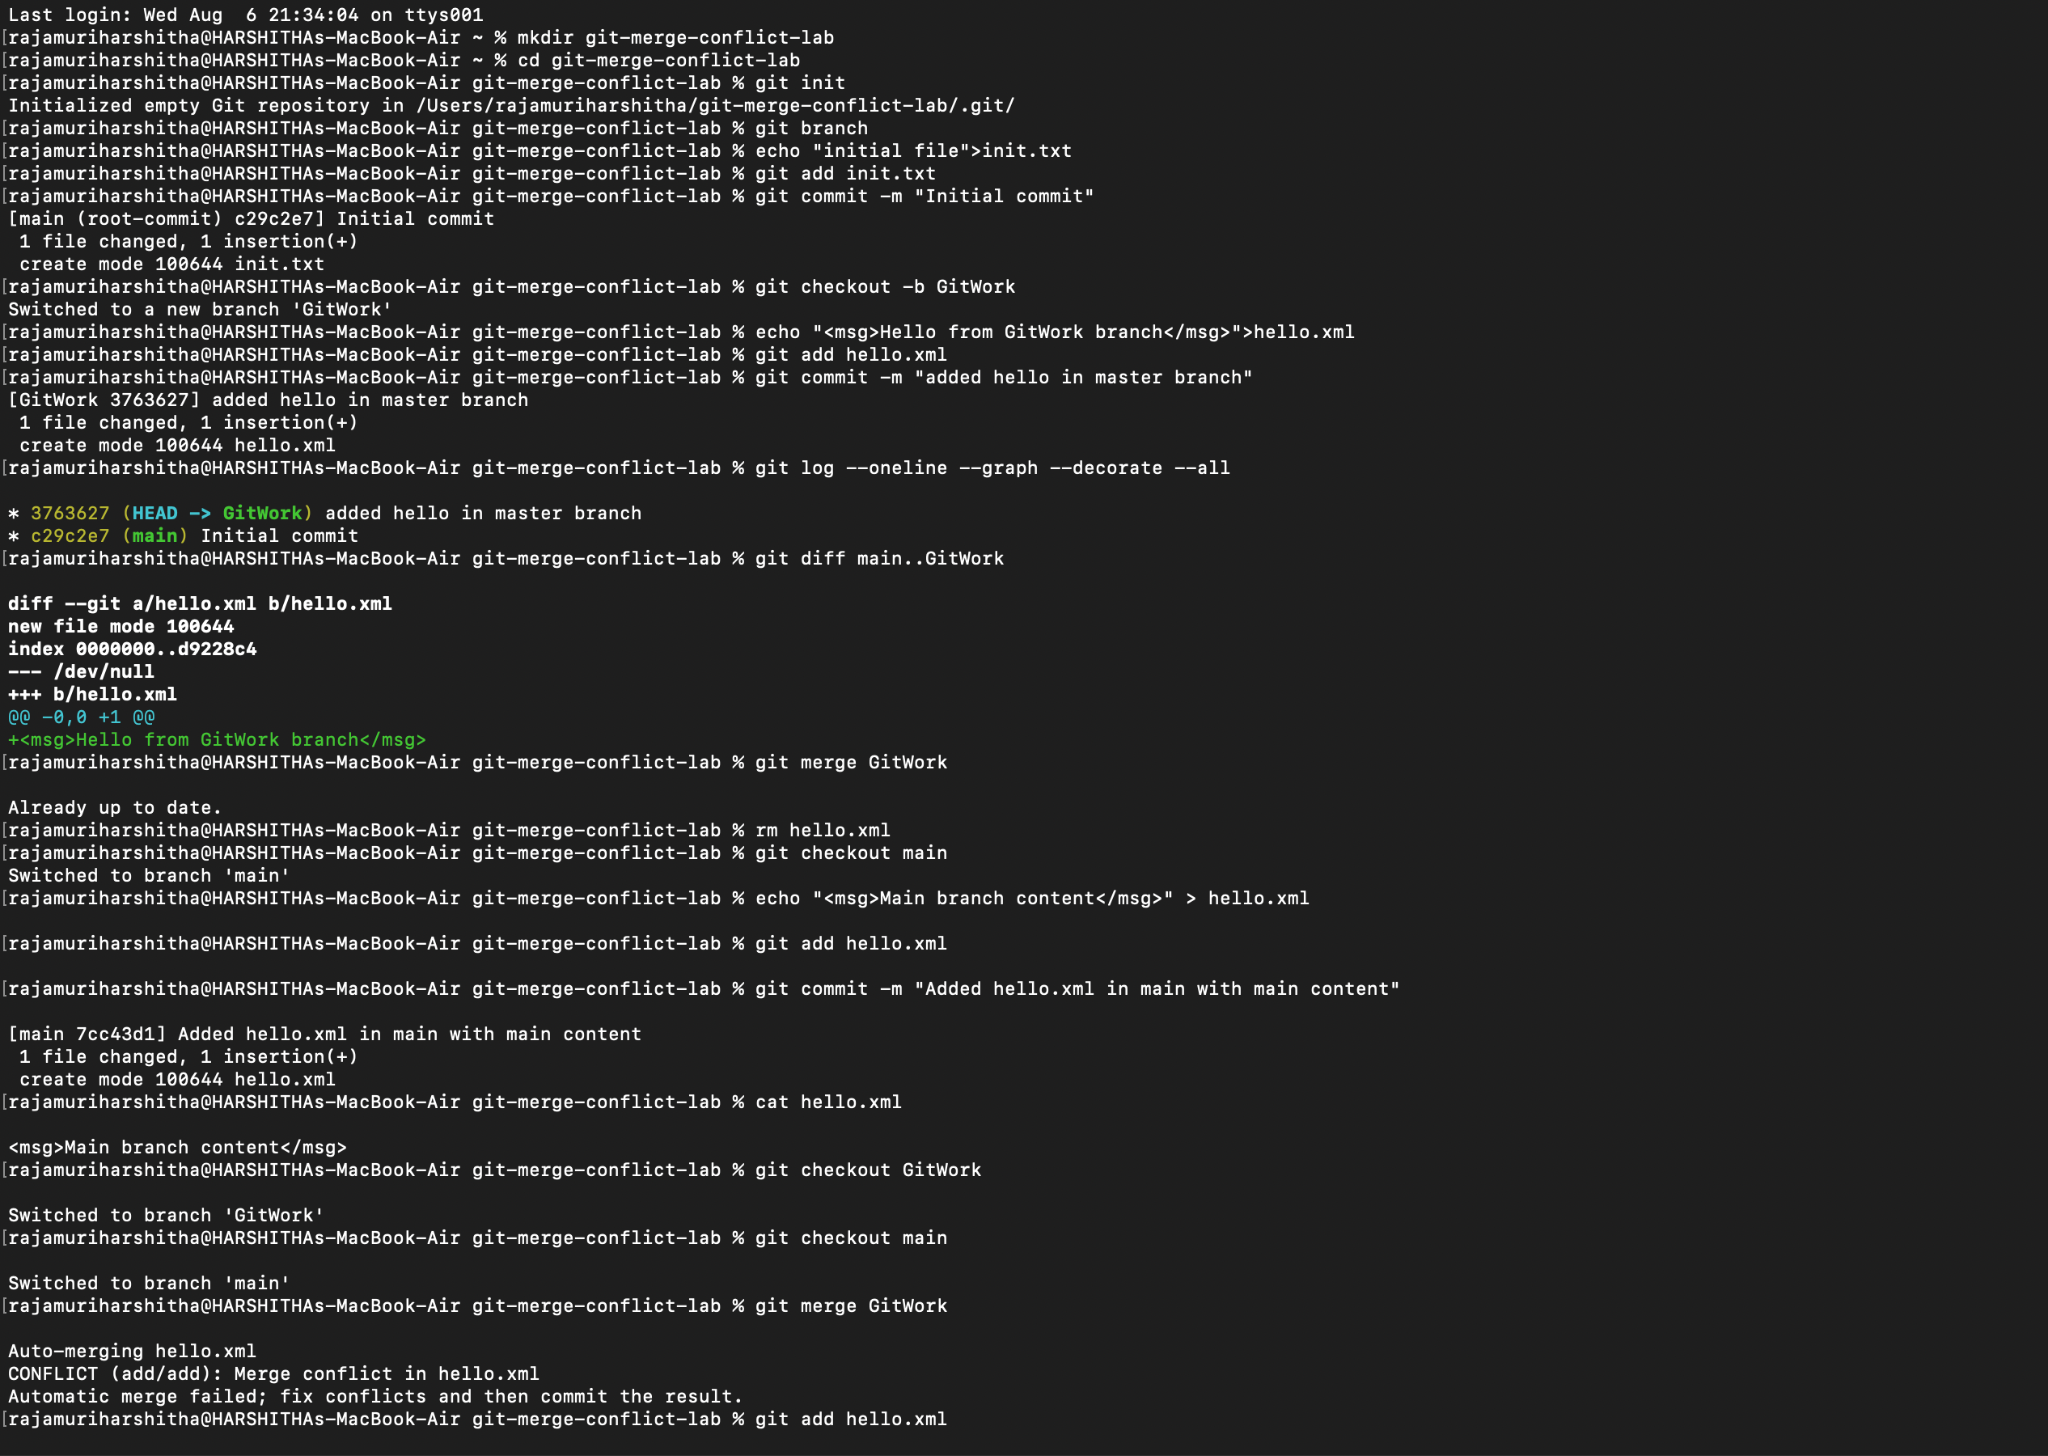 Last login: Wed Aug  6 21:34:04 on ttys001
[rajamuriharshitha@HARSHITHAs-MacBook-Air ~ % mkdir git-merge-conflict-lab
[rajamuriharshitha@HARSHITHAs-MacBook-Air ~ % cd git-merge-conflict-lab
[rajamuriharshitha@HARSHITHAs-MacBook-Air git-merge-conflict-lab % git init
Initialized empty Git repository in /Users/rajamuriharshitha/git-merge-conflict-lab/.git/
[rajamuriharshitha@HARSHITHAs-MacBook-Air git-merge-conflict-lab % git branch
[rajamuriharshitha@HARSHITHAs-MacBook-Air git-merge-conflict-lab % echo "initial file">init.txt
[rajamuriharshitha@HARSHITHAs-MacBook-Air git-merge-conflict-lab % git add init.txt
[rajamuriharshitha@HARSHITHAs-MacBook-Air git-merge-conflict-lab % git commit -m "Initial commit"
[main (root-commit) c29c2e7] Initial commit
 1 file changed, 1 insertion(+)
 create mode 100644 init.txt
[rajamuriharshitha@HARSHITHAs-MacBook-Air git-merge-conflict-lab % git checkout -b GitWork
Switched to a new branch 'GitWork'
[rajamuriharshitha@HARSHITHAs-MacBook-Air git-merge-conflict-lab % echo "<msg>Hello from GitWork branch</msg>">hello.xml
[rajamuriharshitha@HARSHITHAs-MacBook-Air git-merge-conflict-lab % git add hello.xml
[rajamuriharshitha@HARSHITHAs-MacBook-Air git-merge-conflict-lab % git commit -m "added hello in master branch"
[GitWork 3763627] added hello in master branch
 1 file changed, 1 insertion(+)
 create mode 100644 hello.xml
[rajamuriharshitha@HARSHITHAs-MacBook-Air git-merge-conflict-lab % git log --oneline --graph --decorate --all
* 3763627 (HEAD -> GitWork) added hello in master branch
* c29c2e7 (main) Initial commit
[rajamuriharshitha@HARSHITHAs-MacBook-Air git-merge-conflict-lab % git diff main..GitWork
diff --git a/hello.xml b/hello.xml
new file mode 100644
index 0000000..d9228c4
--- /dev/null
+++ b/hello.xml
@@ -0,0 +1 @@
+<msg>Hello from GitWork branch</msg>
[rajamuriharshitha@HARSHITHAs-MacBook-Air git-merge-conflict-lab % git merge GitWork
Already up to date.
[rajamuriharshitha@HARSHITHAs-MacBook-Air git-merge-conflict-lab % rm hello.xml
[rajamuriharshitha@HARSHITHAs-MacBook-Air git-merge-conflict-lab % git checkout main
Switched to branch 'main'
[rajamuriharshitha@HARSHITHAs-MacBook-Air git-merge-conflict-lab % echo "<msg>Main branch content</msg>" > hello.xml
[rajamuriharshitha@HARSHITHAs-MacBook-Air git-merge-conflict-lab % git add hello.xml
[rajamuriharshitha@HARSHITHAs-MacBook-Air git-merge-conflict-lab % git commit -m "Added hello.xml in main with main content"
[main 7cc43d1] Added hello.xml in main with main content
 1 file changed, 1 insertion(+)
 create mode 100644 hello.xml
[rajamuriharshitha@HARSHITHAs-MacBook-Air git-merge-conflict-lab % cat hello.xml
<msg>Main branch content</msg>
[rajamuriharshitha@HARSHITHAs-MacBook-Air git-merge-conflict-lab % git checkout GitWork
Switched to branch 'GitWork'
[rajamuriharshitha@HARSHITHAs-MacBook-Air git-merge-conflict-lab % git checkout main
Switched to branch 'main'
[rajamuriharshitha@HARSHITHAs-MacBook-Air git-merge-conflict-lab % git merge GitWork
Auto-merging hello.xml
CONFLICT (add/add): Merge conflict in hello.xml
Automatic merge failed; fix conflicts and then commit the result.
[rajamuriharshitha@HARSHITHAs-MacBook-Air git-merge-conflict-lab % git add hello.xml